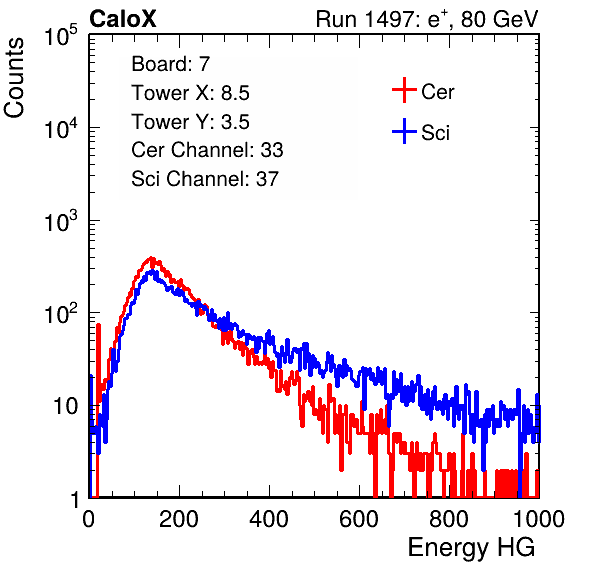 CaloX Run 1497: e⁺, 80 GeV
Counts
10⁵
10⁴
10³
10²
10
1
Board: 7
Tower X: 8.5
Tower Y: 3.5
Cer Channel: 33
Sci Channel: 37
Cer
Sci
0 200 400 600 800 1000
Energy HG